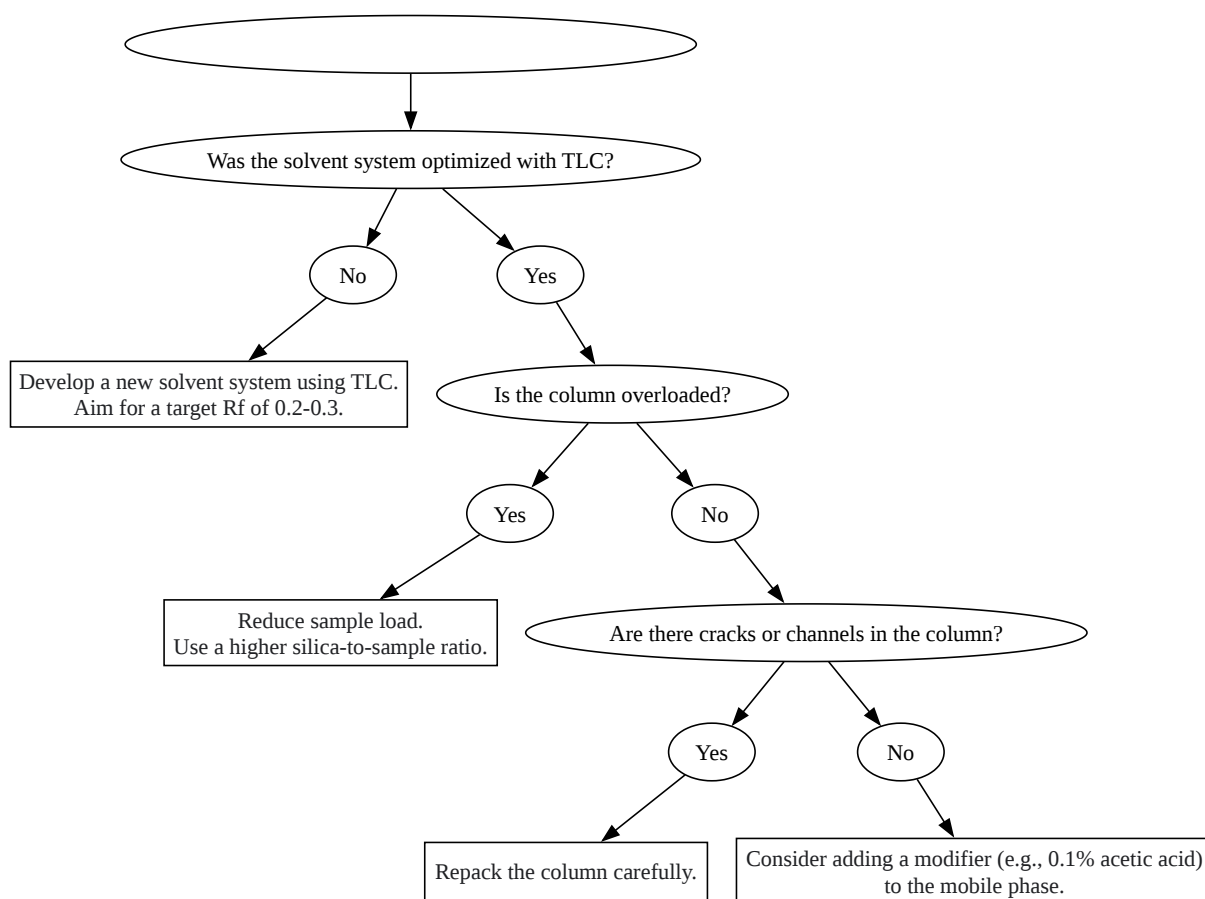 Was the solvent system optimized with TLC?
No
Yes
Develop a new solvent system using TLC.
Aim for a target Rf of 0.2-0.3.
Is the column overloaded?
Yes
No
Reduce sample load.
Use a higher silica-to-sample ratio.
Are there cracks or channels in the column?
Yes
No
Repack the column carefully.
Consider adding a modifier (e.g., 0.1% acetic acid)
to the mobile phase.